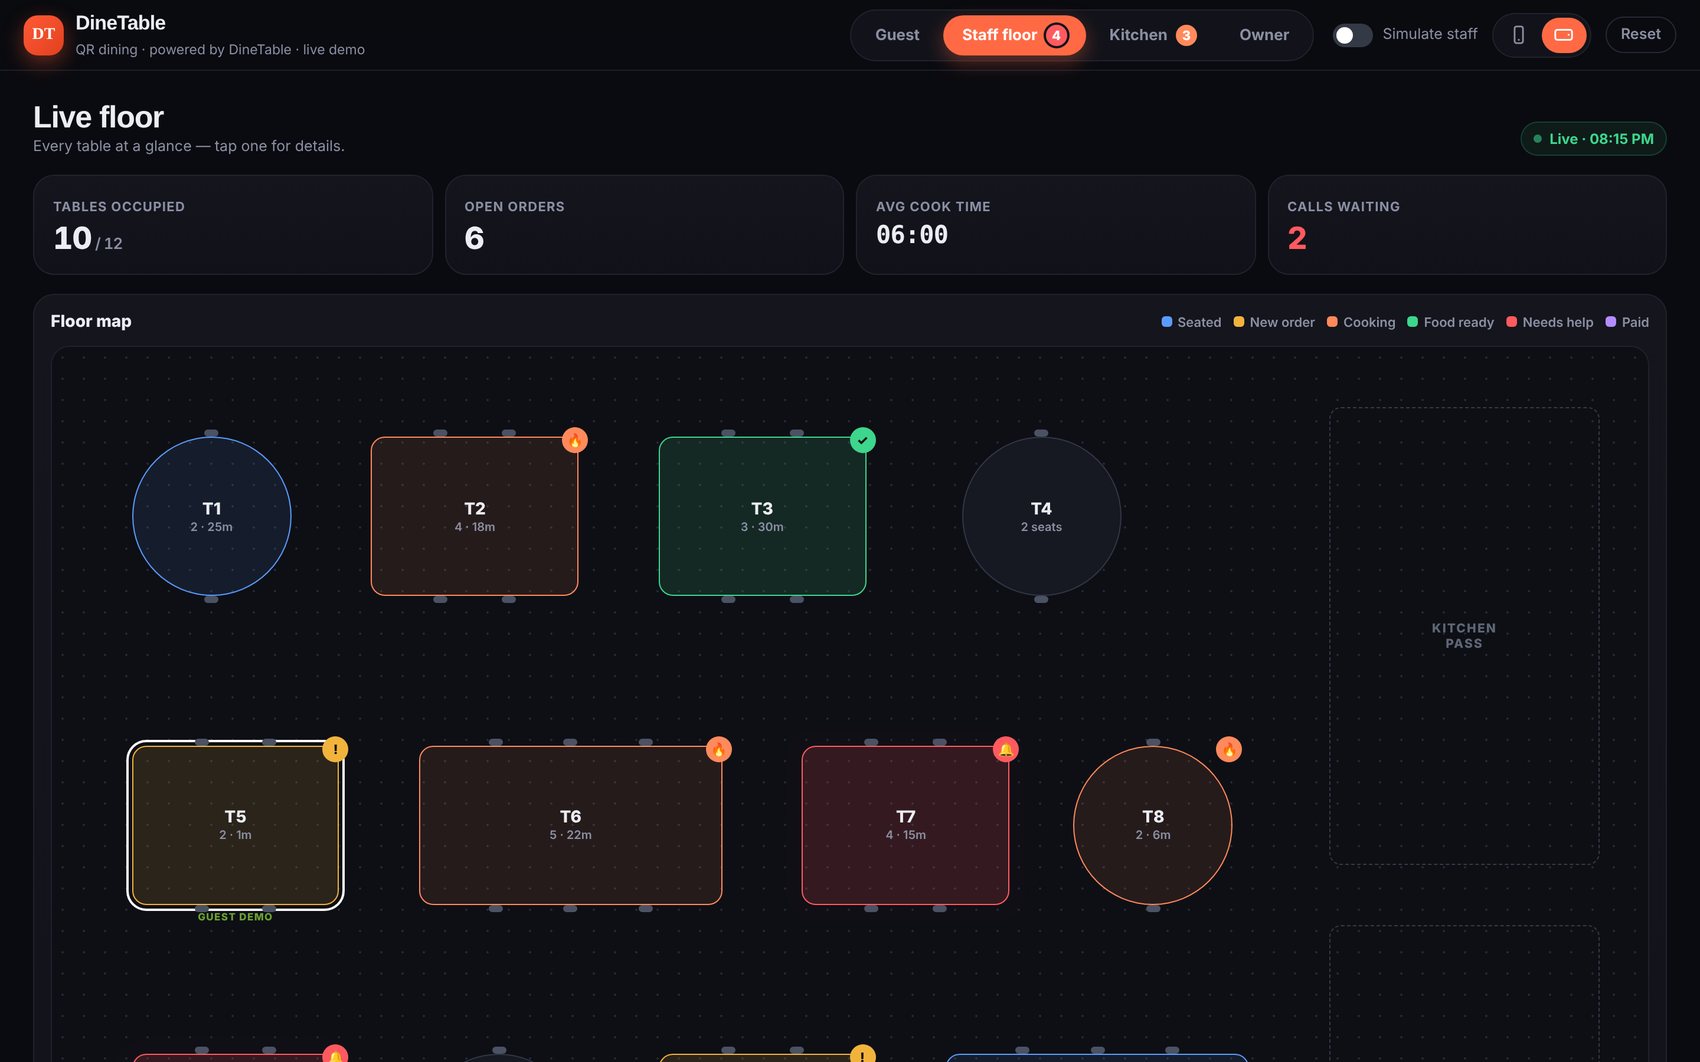 DT
DineTable
QR dining · powered by DineTable · live demo
Guest
Staff floor 4
Kitchen 3
Owner
Simulate staff
Reset
Live floor
Every table at a glance — tap one for details.
Live · 08:15 PM
TABLES OCCUPIED
10 / 12
OPEN ORDERS
6
AVG COOK TIME
06:00
CALLS WAITING
2
Floor map
Seated
New order
Cooking
Food ready
Needs help
Paid
T1
2 · 25m
T2
4 · 18m
T3
3 · 30m
T4
2 seats
KITCHEN
PASS
!
T5
2 · 1m
GUEST DEMO
T6
5 · 22m
T7
4 · 15m
T8
2 · 6m
!